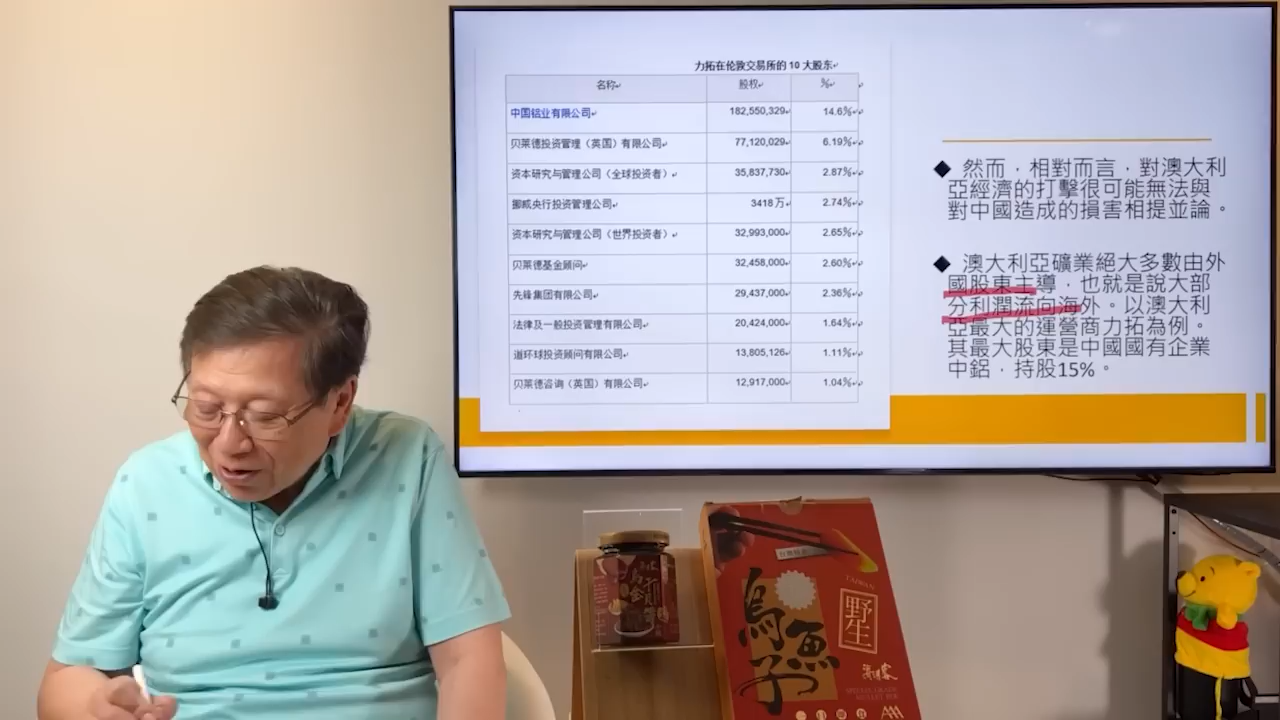 力拓在伦敦交易所的 10 大股东
名称 股权 %
中国铝业有限公司 182,550,329 14.6%
贝莱德投资管理（英国）有限公司 77,120,029 6.19%
资本研究与管理公司（全球投资者） 35,837,730 2.87%
挪威央行投资管理公司 3418 万 2.74%
资本研究与管理公司（世界投资者） 32,993,000 2.65%
贝莱德基金顾问 32,458,000 2.60%
先锋集团有限公司 29,437,000 2.36%
法律及一般投资管理有限公司 20,424,000 1.64%
道环球投资顾问有限公司 13,805,126 1.11%
贝莱德咨询（英国）有限公司 12,917,000 1.04%
◆ 然而，相對而言，對澳大利
亞經濟的打擊很可能無法與
對中國造成的損害相提並論。
◆ 澳大利亞礦業絕大多數由外
國股東主導，也就是說大部
分利潤流向海外。以澳大利
亞最大的運營商力拓為例。
其最大股東是中國國有企業
中鋁，持股15%。
TAIWAN
野生
烏魚子